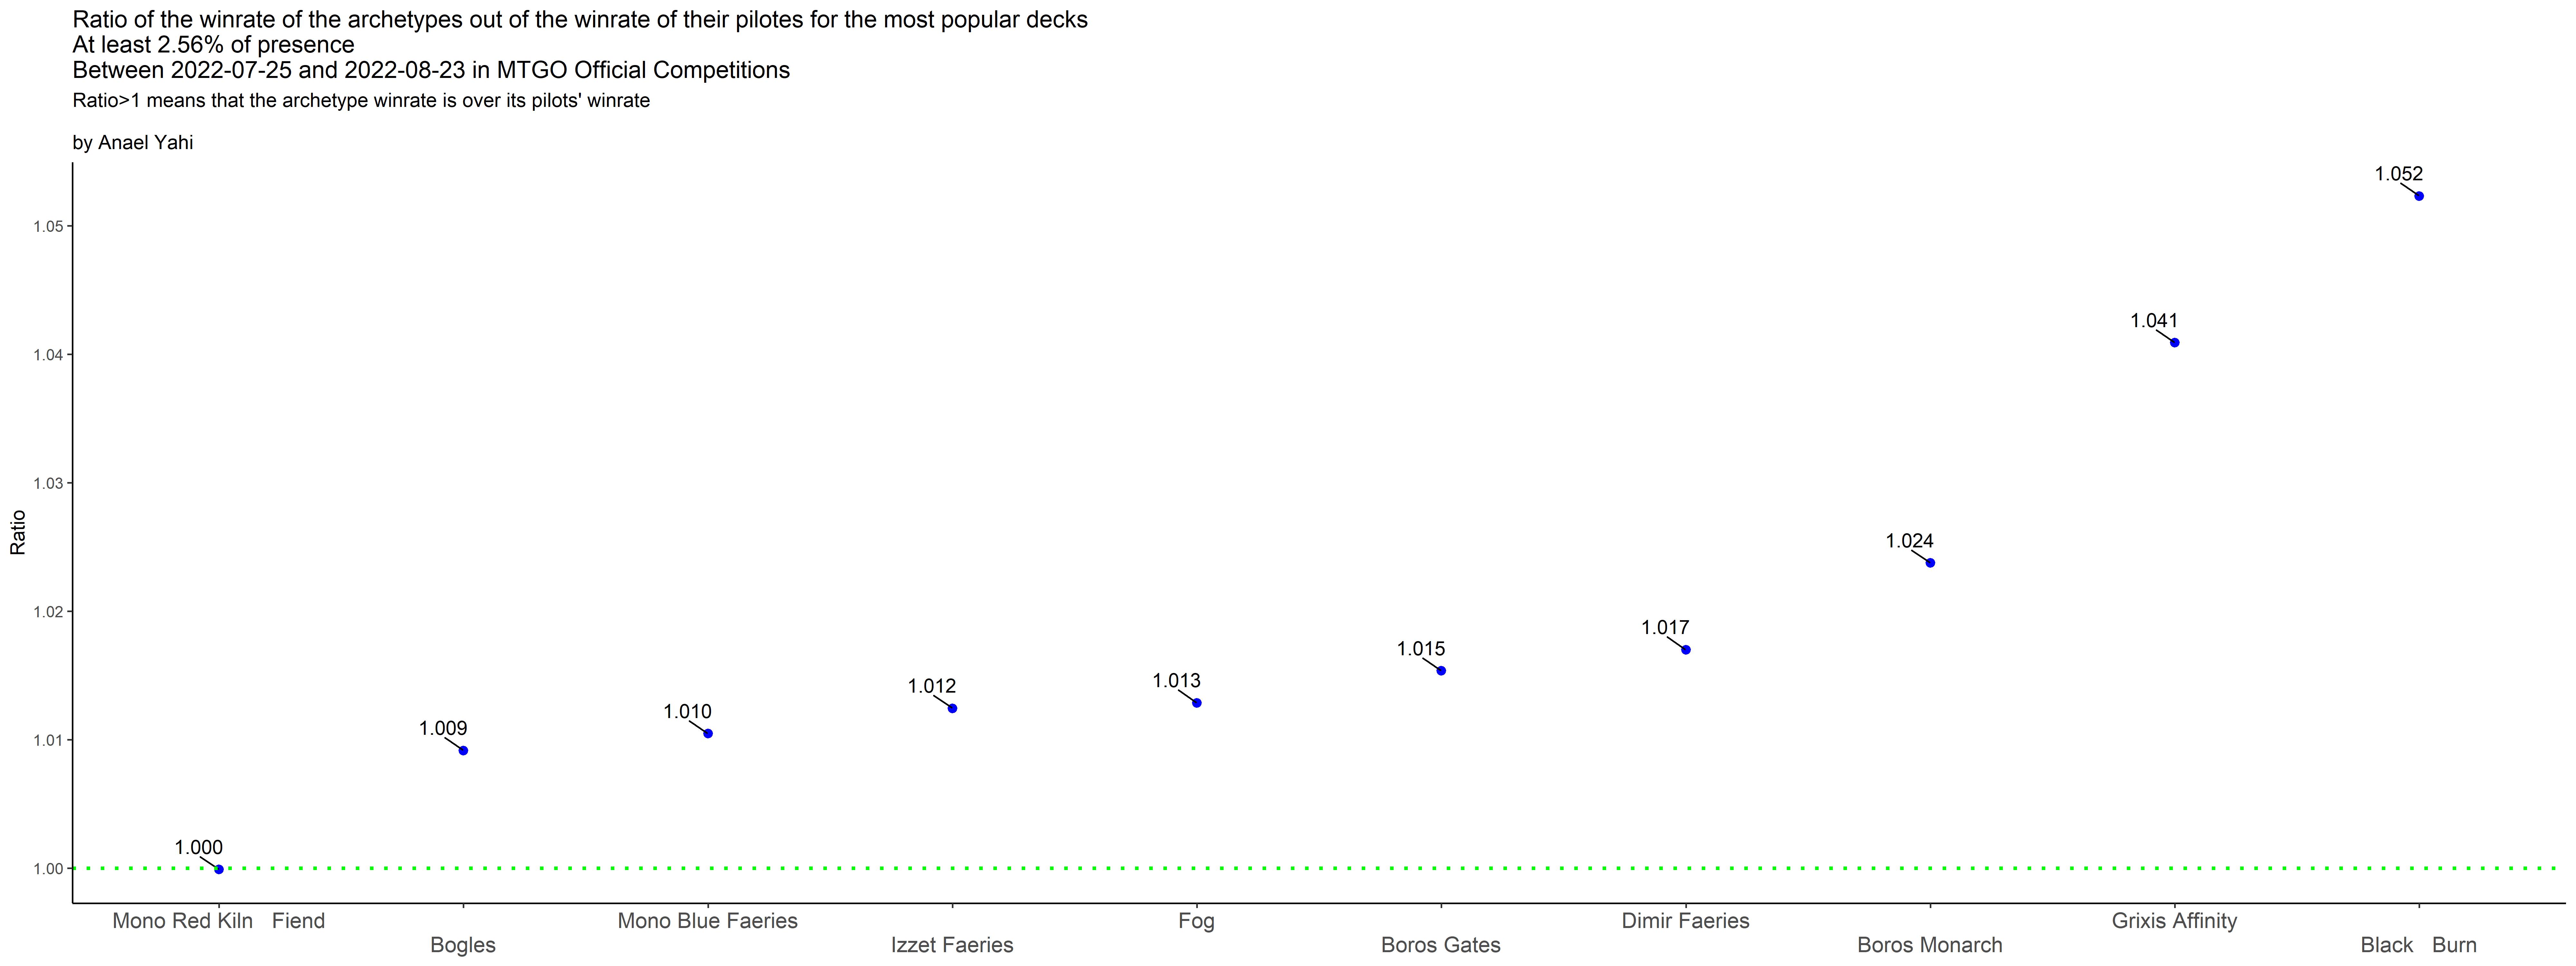 Ratio of the winrate of the archetypes out of the winrate of their pilotes for the most popular decks
At least 2.56% of presence
Between 2022-07-25 and 2022-08-23 in MTGO Official Competitions
Ratio>1 means that the archetype winrate is over its pilots' winrate
by Anael Yahi
1.052
1.05
1.041
1.04
1.03
Ratio
1.024
1.02
1.017
1.015
1.013
1.012
1.010
1.009
1.01
1.000
1.00
Mono Red Kiln Fiend
Bogles
Mono Blue Faeries
Izzet Faeries
Fog
Boros Gates
Dimir Faeries
Boros Monarch
Grixis Affinity
Black Burn